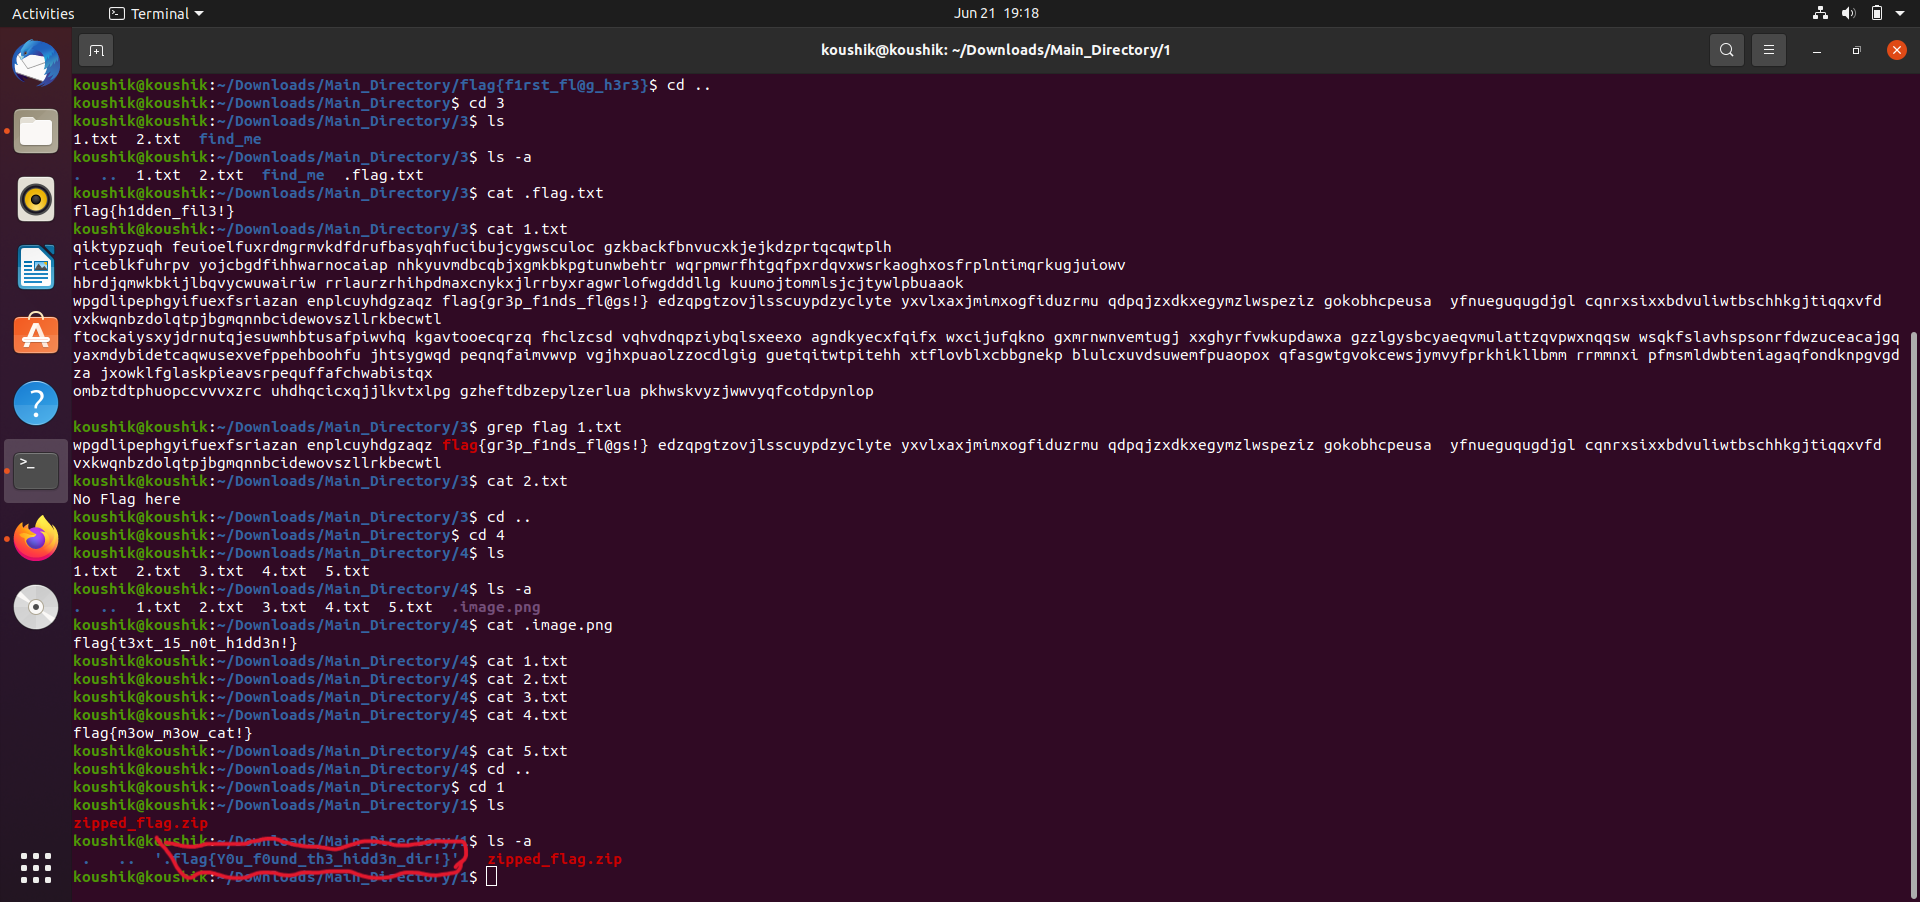 Activities Terminal Jun 21 19:18
koushik@koushik: ~/Downloads/Main_Directory/1
koushik@koushik:~/Downloads/Main_Directory/flag{f1rst_fl@g_h3r3}$ cd ..
koushik@koushik:~/Downloads/Main_Directory$ cd 3
koushik@koushik:~/Downloads/Main_Directory/3$ ls
1.txt  2.txt  find_me
koushik@koushik:~/Downloads/Main_Directory/3$ ls -a
.  ..  1.txt  2.txt  find_me  .flag.txt
koushik@koushik:~/Downloads/Main_Directory/3$ cat .flag.txt
flag{h1dden_fil3!}
koushik@koushik:~/Downloads/Main_Directory/3$ cat 1.txt
qiktypzuqh feuioelfuxrdmgrmvkdfdrufbasyqhfucibujcygwsculoc gzkbackfbnvucxkjejkdzprtqcqwtplh
riceblkfuhrpv yojcbgdfihhwarnocaiap nhkyuvmdbcqbjxgmkbkpgtunwbehtr wqrpmwrfhtgqfpxrdqvxwsrkaoghxosfrplntimqrkugjuiowv
hbrdjqmwkbkijlbqvycwuwairiw rrlaurzrhihpdmaxcnykxjlrrbyxragwrlofwgdddllg kuumojtommlsjcjtywlpbuaaok
wpgdlipephgyifuexfsriazan enplcuyhdgzaqz flag{gr3p_f1nds_fl@gs!} edzqpgtzovjlsscuypdzyclyte yxvlxaxjmimxogfiduzrmu qdpqjzxdkxegymzlwspeziz gokobhcpeusa  yfnueguqugdjgl cqnrxsixxbdvuliwtbschhkgjtiqqxvfd
vxkwqnbzdolqtpjbgmqnnbcidewovszllrkbecwtl
ftockaiysxyjdrnutqjesuwmhbtusafpiwvhq kgavtooecqrzq fhclzcsd vqhvdnqpziybqlsxeexo agndkyecxfqifx wxcijufqkno gxmrnwnvemtugj xxghyrfvwkupdawxa gzzlgysbcyaeqvmulattzqvpwxnqqsw wsqkfslavhspsonrfdwzuceacajgq
yaxmdybidetcaqwusexvefppehboohfu jhtsygwqd peqnqfaimvwvp vgjhxpuaolzzocdlgig guetqitwtpitehh xtflovblxcbbgnekp blulcxuvdsuwemfpuaopox qfasgwtgvokcewsjymvyfprkhikllbmm rrmmnxi pfmsmldwbteniagaqfondknpgvgd
za jxowklfglaskpieavsrpequffafchwabistqx
ombztdtphuopccvvvxzrc uhdhqcicxqjjlkvtxlpg gzheftdbzepylzerlua pkhwskvyzjwwvyqfcotdpynlop
koushik@koushik:~/Downloads/Main_Directory/3$ grep flag 1.txt
wpgdlipephgyifuexfsriazan enplcuyhdgzaqz flag{gr3p_f1nds_fl@gs!} edzqpgtzovjlsscuypdzyclyte yxvlxaxjmimxogfiduzrmu qdpqjzxdkxegymzlwspeziz gokobhcpeusa  yfnueguqugdjgl cqnrxsixxbdvuliwtbschhkgjtiqqxvfd
vxkwqnbzdolqtpjbgmqnnbcidewovszllrkbecwtl
koushik@koushik:~/Downloads/Main_Directory/3$ cat 2.txt
No Flag here
koushik@koushik:~/Downloads/Main_Directory/3$ cd ..
koushik@koushik:~/Downloads/Main_Directory$ cd 4
koushik@koushik:~/Downloads/Main_Directory/4$ ls
1.txt  2.txt  3.txt  4.txt  5.txt
koushik@koushik:~/Downloads/Main_Directory/4$ ls -a
.  ..  1.txt  2.txt  3.txt  4.txt  5.txt  .image.png
koushik@koushik:~/Downloads/Main_Directory/4$ cat .image.png
flag{t3xt_15_n0t_h1dd3n!}
koushik@koushik:~/Downloads/Main_Directory/4$ cat 1.txt
koushik@koushik:~/Downloads/Main_Directory/4$ cat 2.txt
koushik@koushik:~/Downloads/Main_Directory/4$ cat 3.txt
koushik@koushik:~/Downloads/Main_Directory/4$ cat 4.txt
flag{m3ow_m3ow_cat!}
koushik@koushik:~/Downloads/Main_Directory/4$ cat 5.txt
koushik@koushik:~/Downloads/Main_Directory/4$ cd ..
koushik@koushik:~/Downloads/Main_Directory$ cd 1
koushik@koushik:~/Downloads/Main_Directory/1$ ls
zipped_flag.zip
koushik@koushik:~/Downloads/Main_Directory/1$ ls -a
.  ..  '.flag{Y0u_f0und_th3_hidd3n_dir!}'  zipped_flag.zip
koushik@koushik:~/Downloads/Main_Directory/1$